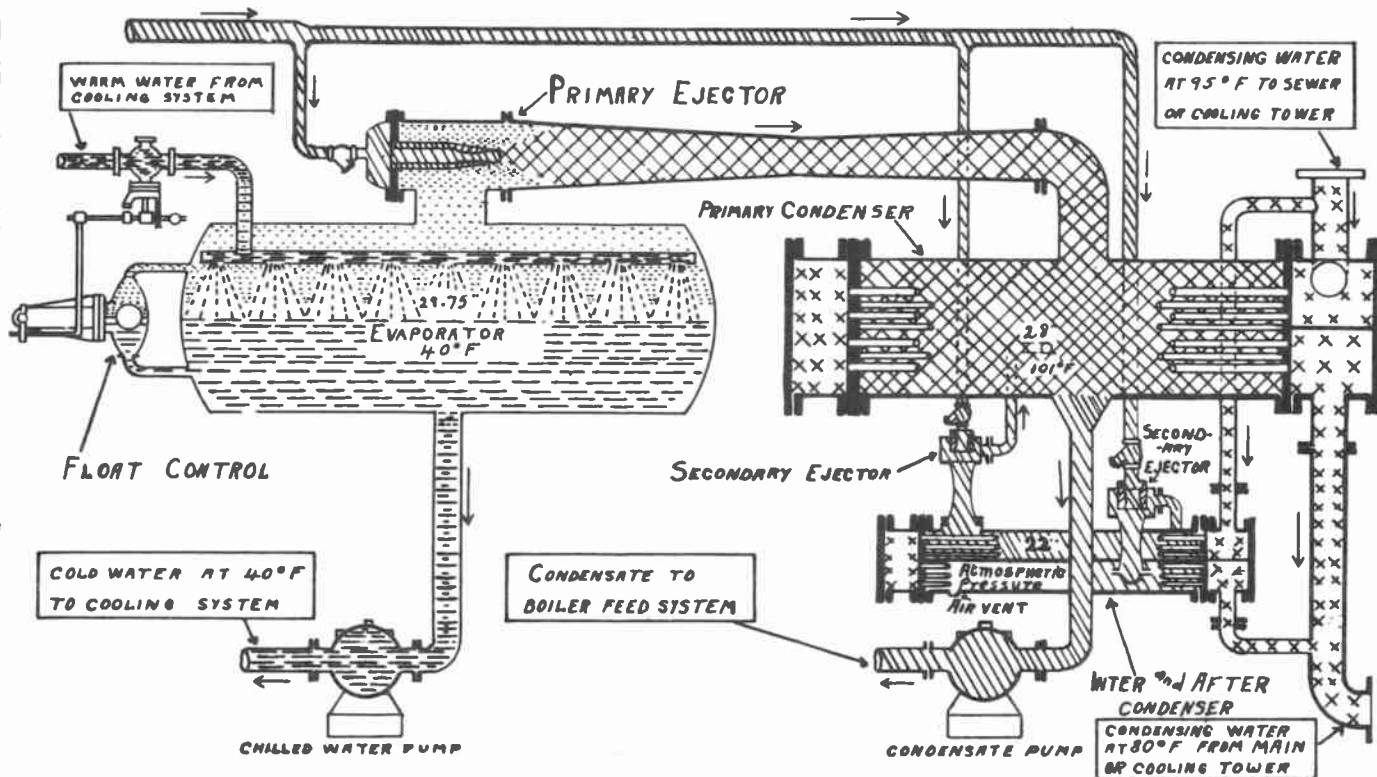 WARM WATER FROM
COOLING SYSTEM
PRIMARY EJECTOR
CONDENSING WATER
AT 95°F TO SEWER
OR COOLING TOWER
PRIMARY CONDENSER
29.75"
EVAPORATOR
40°F
28
101°F
FLOAT CONTROL
SECONDARY EJECTOR
SECOND-
ARY
EJECTOR
22"
ATMOSPHERIC
PRESSURE
AIR VENT
COLD WATER AT 40°F
TO COOLING SYSTEM
CONDENSATE TO
BOILER FEED SYSTEM
INTER and AFTER
CONDENSER
CHILLED WATER PUMP
CONDENSATE PUMP
CONDENSING WATER
AT 80°F FROM MAIN
OR COOLING TOWER